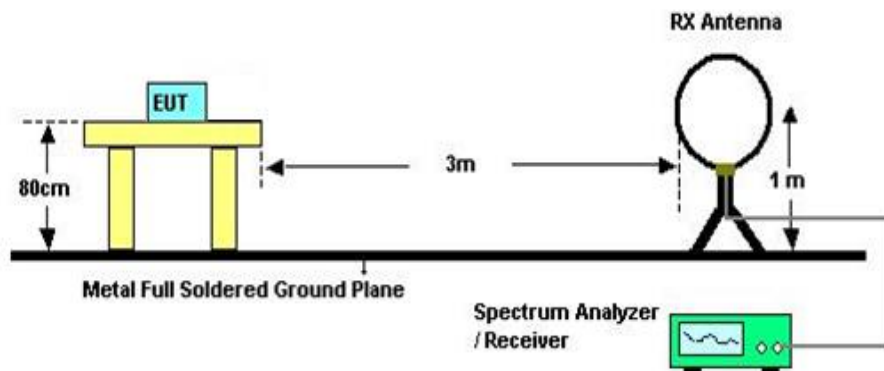 RX Antenna
EUT
3m
80cm
1 m
Metal Full Soldered Ground Plane
Spectrum Analyzer
/ Receiver